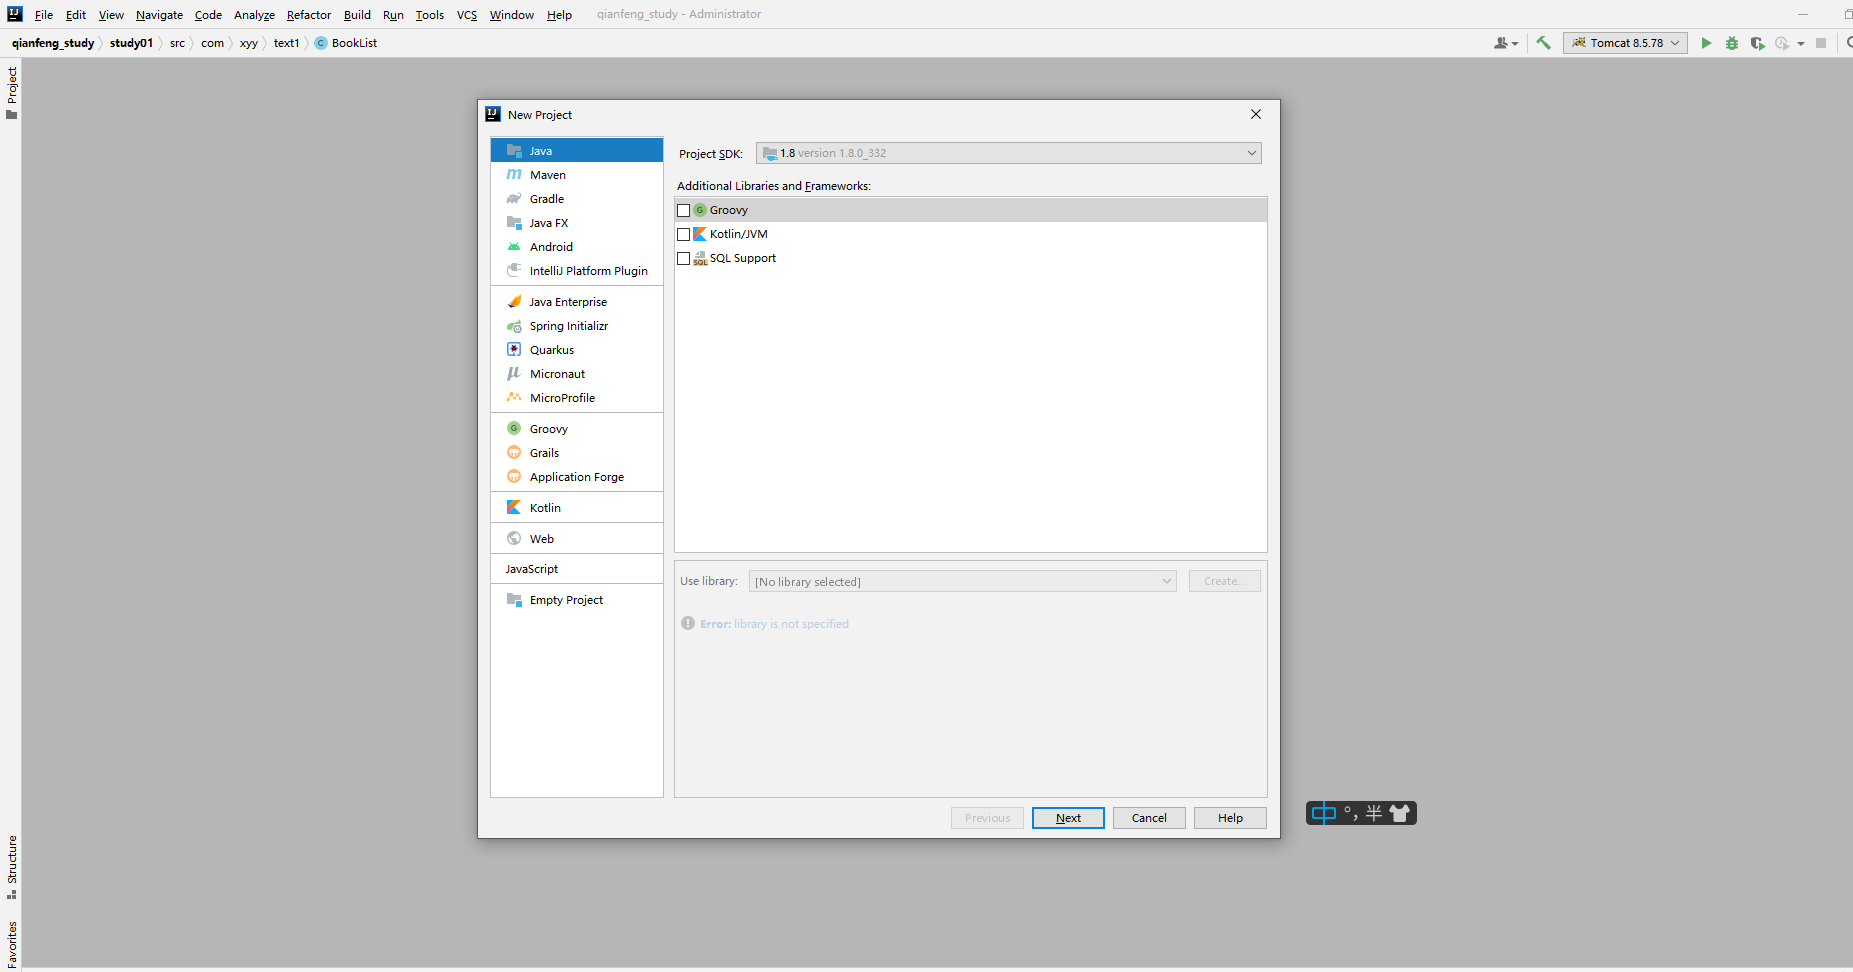 File Edit View Navigate Code Analyze Refactor Build Run Tools VCS Window Help qianfeng_study - Administrator
qianfeng_study study01 src com xyy text1 BookList Tomcat 8.5.78
Project
New Project
Java
Maven
Gradle
Java FX
Android
IntelliJ Platform Plugin
Java Enterprise
Spring Initializr
Quarkus
Micronaut
MicroProfile
Groovy
Grails
Application Forge
Kotlin
Web
JavaScript
Empty Project
Project SDK: 1.8 version 1.8.0_332
Additional Libraries and Frameworks:
Groovy
Kotlin/JVM
SQL Support
Use library: [No library selected] Create...
Error: library is not specified
Previous Next Cancel Help
中 °, 半
Structure
Favorites